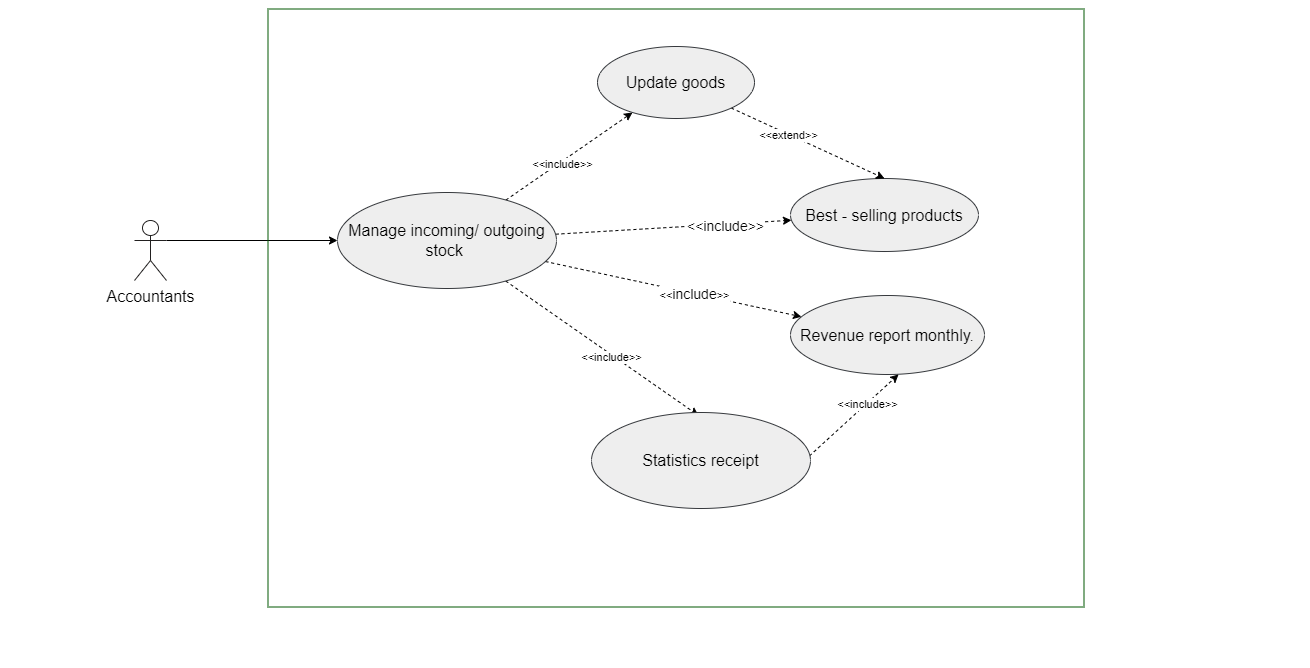 Update goods
<<extend>>
<<include>>
Best - selling products
Manage incoming/ outgoing
stock
<<include>>
Accountants
<<include>>
Revenue report monthly.
<<include>>
<<include>>
Statistics receipt